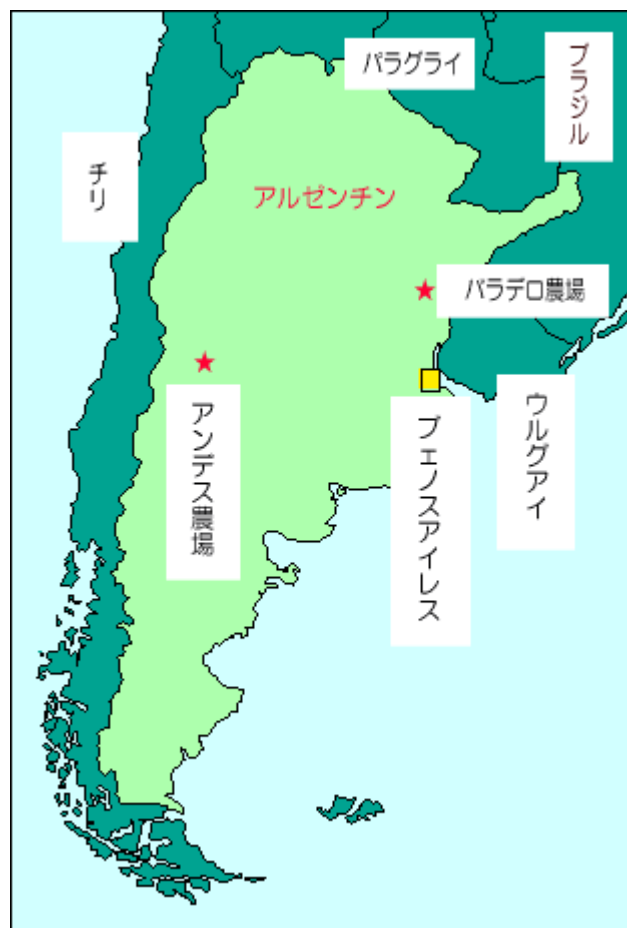 パラグライ
ブラジル
チリ
アルゼンチン
パラデロ農場
アンデス農場
ブェノスアイレス
ウルグアイ